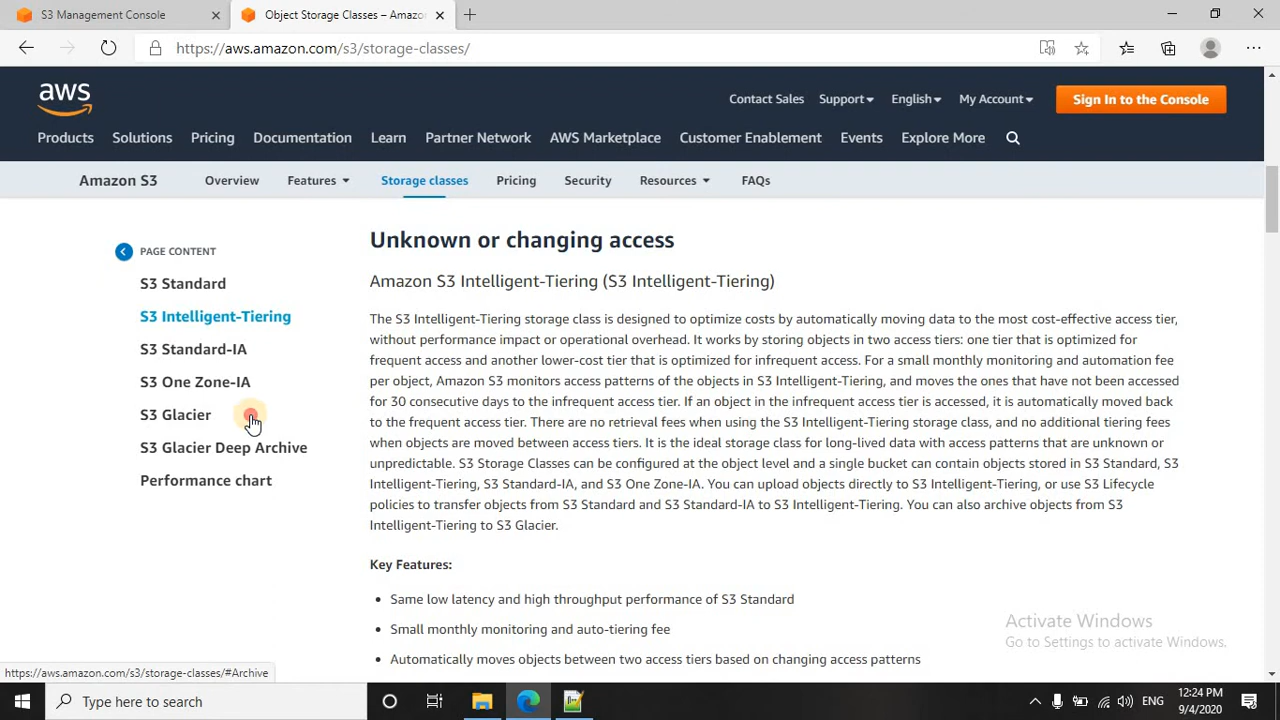 S3 Management Console
Object Storage Classes – Amazo
https://aws.amazon.com/s3/storage-classes/
aws
Contact Sales Support English My Account Sign In to the Console
Products Solutions Pricing Documentation Learn Partner Network AWS Marketplace Customer Enablement Events Explore More
Amazon S3 Overview Features Storage classes Pricing Security Resources FAQs
PAGE CONTENT
S3 Standard
S3 Intelligent-Tiering
S3 Standard-IA
S3 One Zone-IA
S3 Glacier
S3 Glacier Deep Archive
Performance chart
Unknown or changing access
Amazon S3 Intelligent-Tiering (S3 Intelligent-Tiering)
The S3 Intelligent-Tiering storage class is designed to optimize costs by automatically moving data to the most cost-effective access tier,
without performance impact or operational overhead. It works by storing objects in two access tiers: one tier that is optimized for
frequent access and another lower-cost tier that is optimized for infrequent access. For a small monthly monitoring and automation fee
per object, Amazon S3 monitors access patterns of the objects in S3 Intelligent-Tiering, and moves the ones that have not been accessed
for 30 consecutive days to the infrequent access tier. If an object in the infrequent access tier is accessed, it is automatically moved back
to the frequent access tier. There are no retrieval fees when using the S3 Intelligent-Tiering storage class, and no additional tiering fees
when objects are moved between access tiers. It is the ideal storage class for long-lived data with access patterns that are unknown or
unpredictable. S3 Storage Classes can be configured at the object level and a single bucket can contain objects stored in S3 Standard, S3
Intelligent-Tiering, S3 Standard-IA, and S3 One Zone-IA. You can upload objects directly to S3 Intelligent-Tiering, or use S3 Lifecycle
policies to transfer objects from S3 Standard and S3 Standard-IA to S3 Intelligent-Tiering. You can also archive objects from S3
Intelligent-Tiering to S3 Glacier.
Key Features:
• Same low latency and high throughput performance of S3 Standard
• Small monthly monitoring and auto-tiering fee
• Automatically moves objects between two access tiers based on changing access patterns
Activate Windows
Go to Settings to activate Windows.
https://aws.amazon.com/s3/storage-classes/#Archive
Type here to search
ENG
12:24 PM
9/4/2020